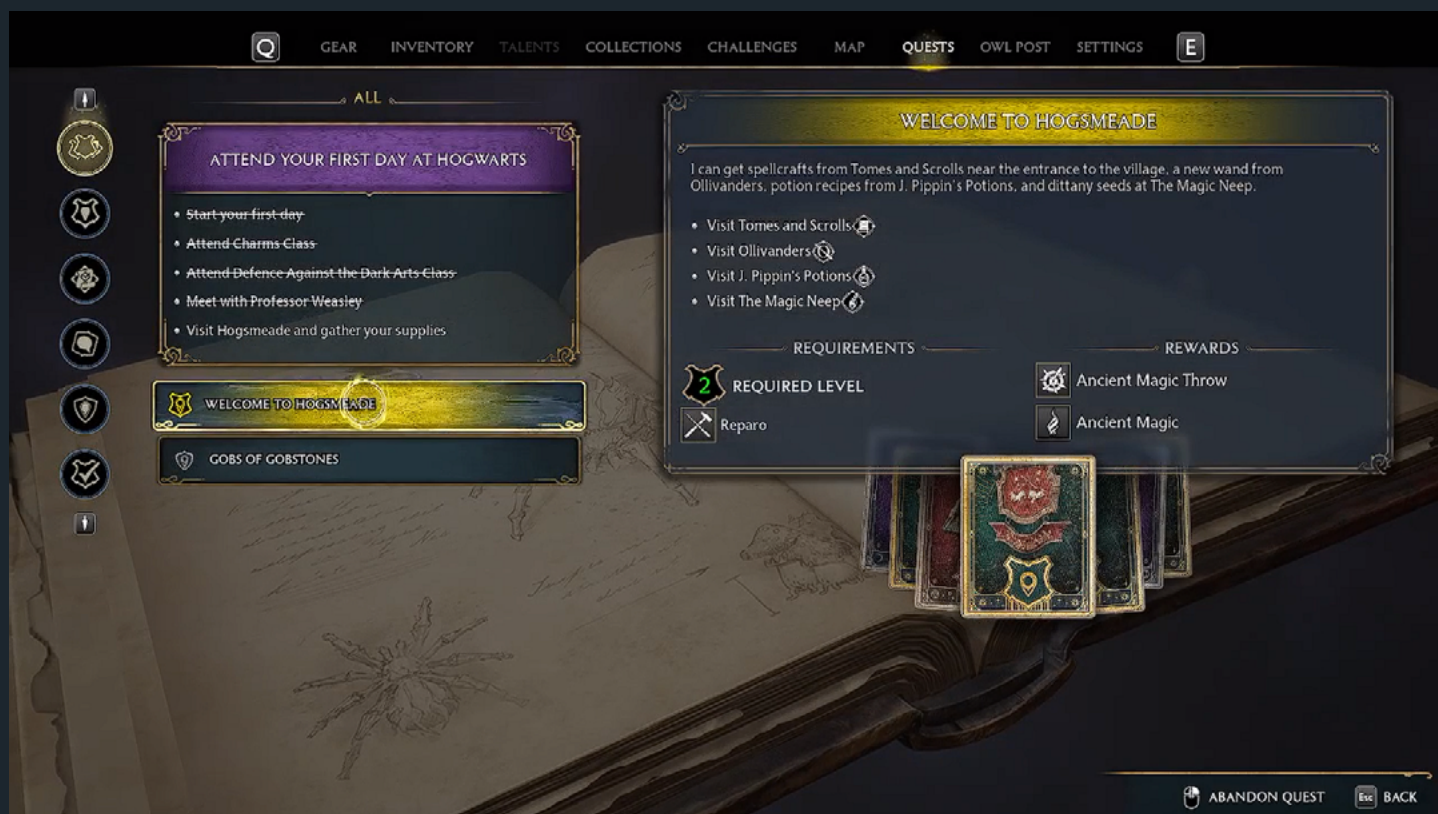 Q
GEAR
INVENTORY
TALENTS
COLLECTIONS
CHALLENGES
MAP
QUESTS
OWL POST
SETTINGS
E
ALL
ATTEND YOUR FIRST DAY AT HOGWARTS
• Start your first day
• Attend Charms Class
• Attend Defence Against the Dark Arts Class
• Meet with Professor Weasley
• Visit Hogsmeade and gather your supplies
WELCOME TO HOGSMEADE
GOBS OF GOBSTONES
WELCOME TO HOGSMEADE
I can get spellcrafts from Tomes and Scrolls near the entrance to the village, a new wand from
Ollivanders, potion recipes from J. Pippin's Potions, and dittany seeds at The Magic Neep.
• Visit Tomes and Scrolls
• Visit Ollivanders
• Visit J. Pippin's Potions
• Visit The Magic Neep
REQUIREMENTS
2 REQUIRED LEVEL
Reparo
REWARDS
Ancient Magic Throw
Ancient Magic
ABANDON QUEST
Esc BACK